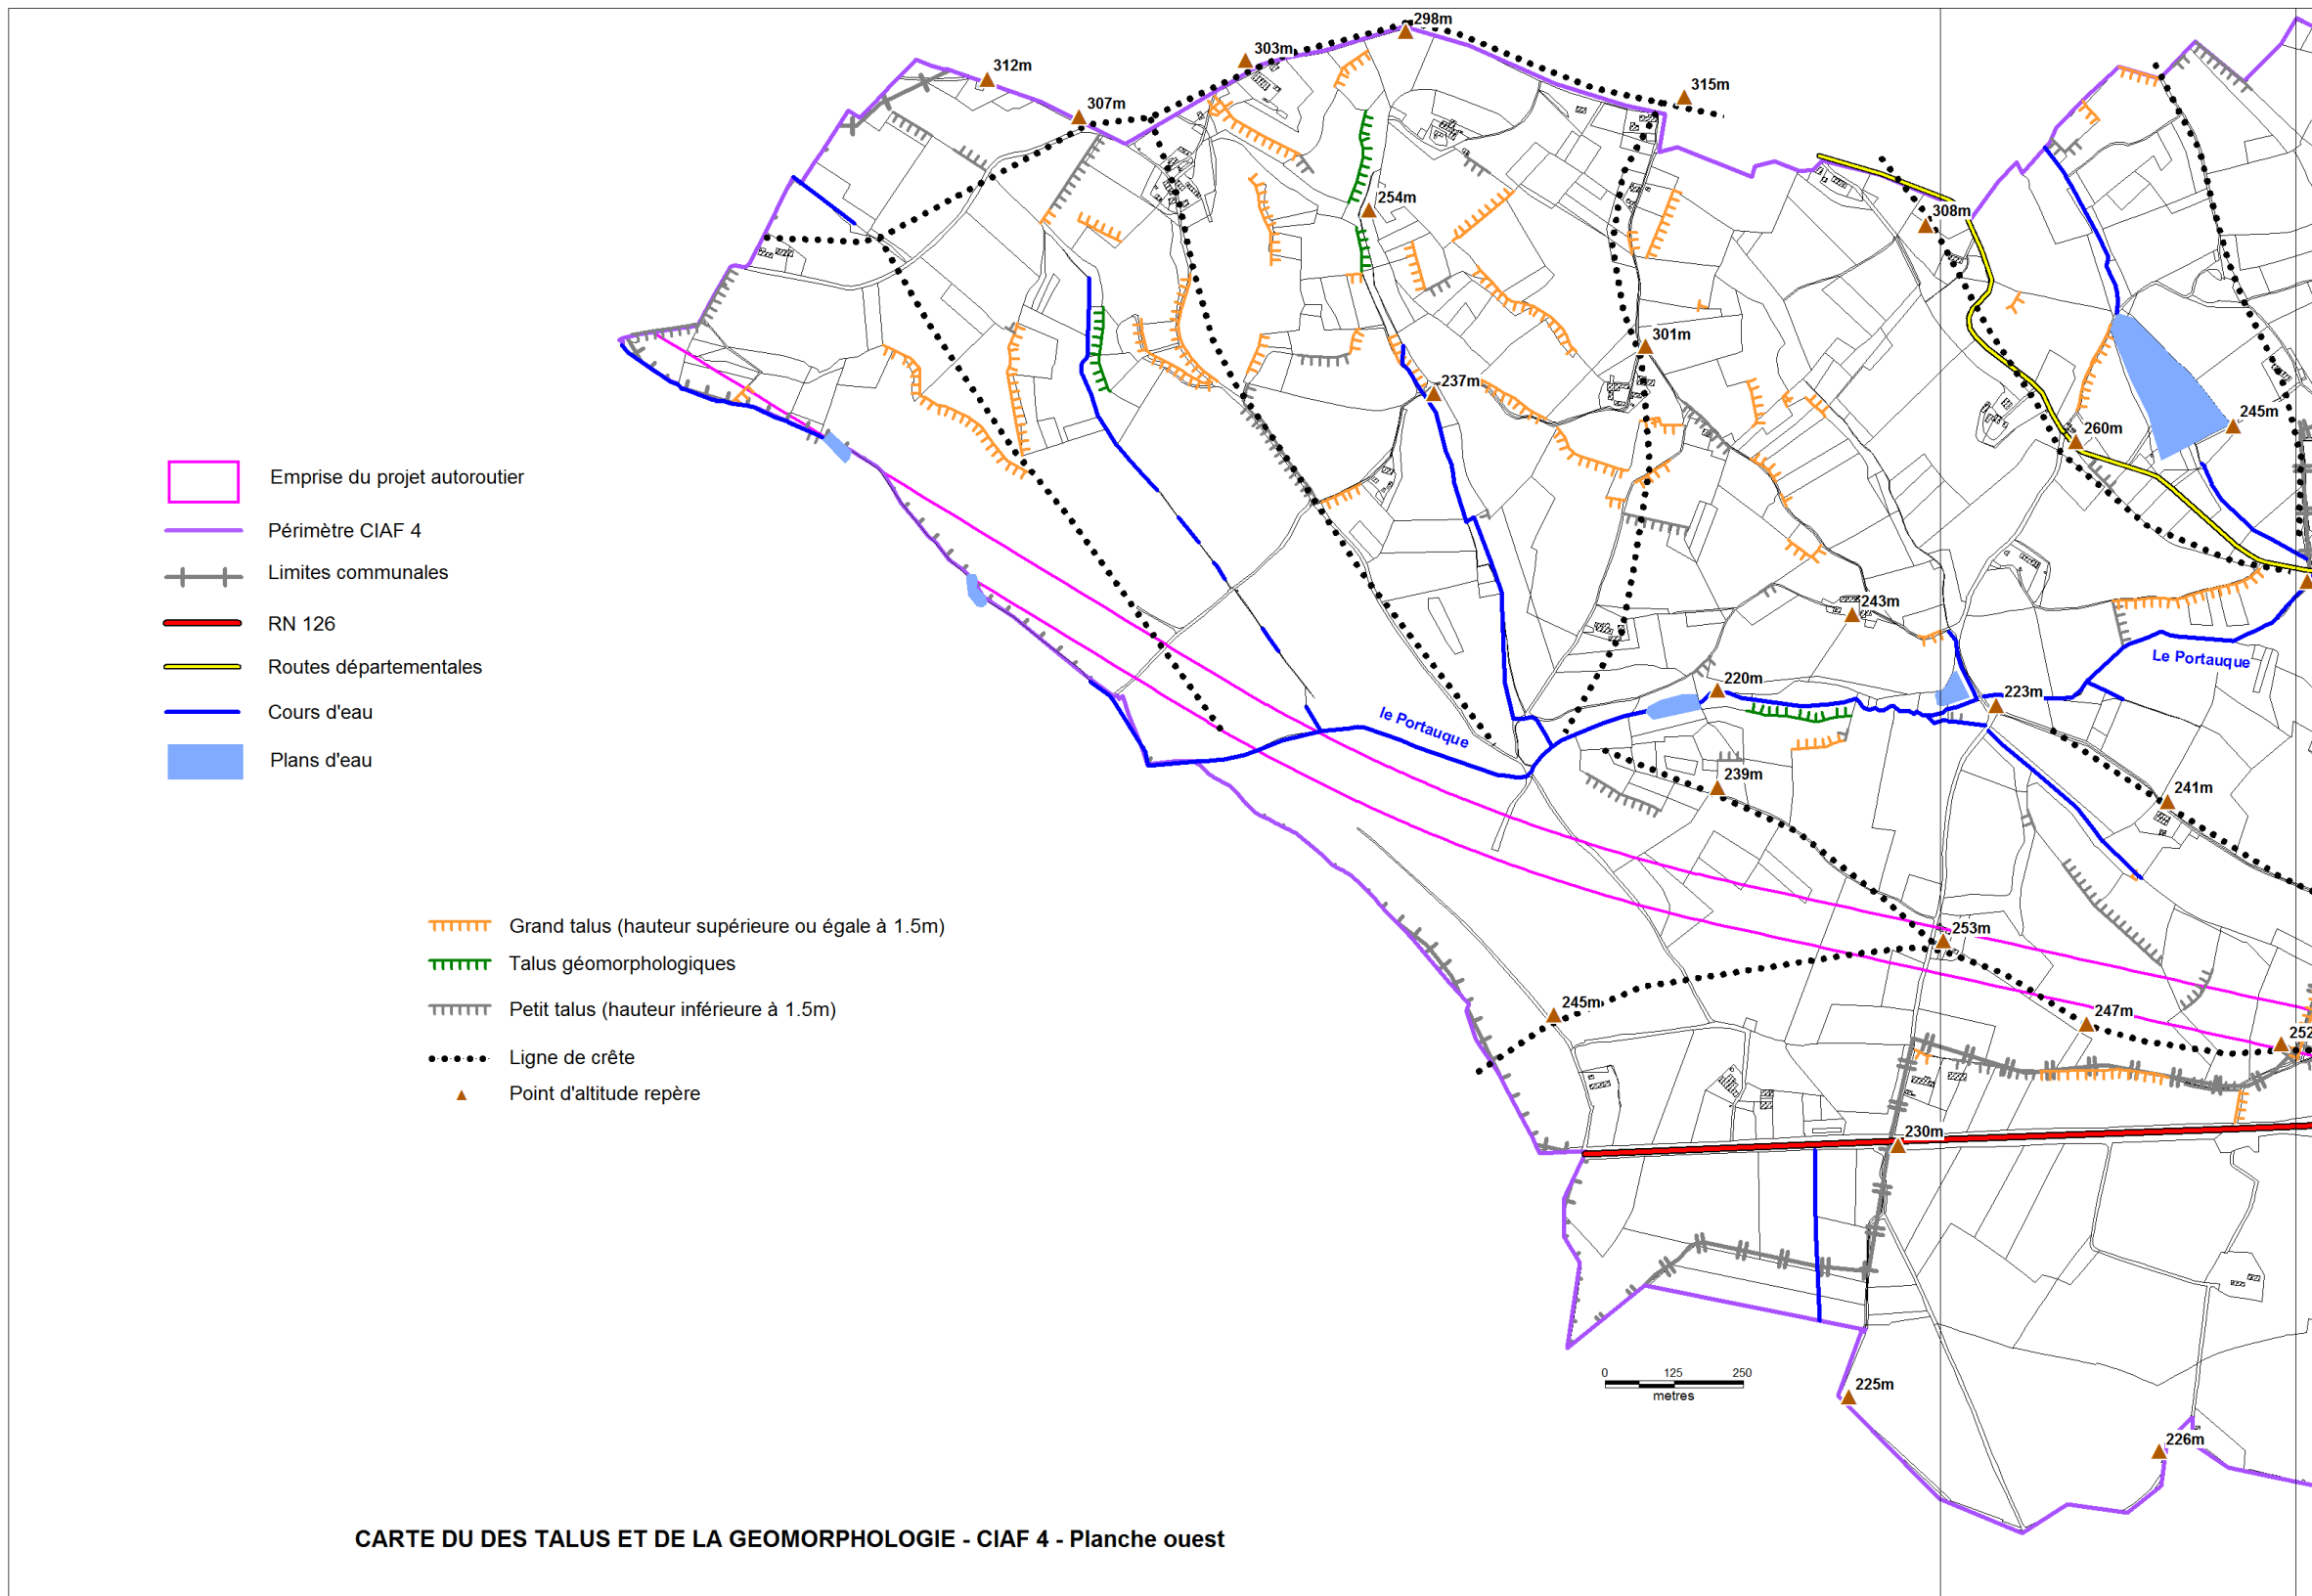 298m
303m
312m
315m
307m
254m
308m
301m
237m
245m
260m
Emprise du projet autoroutier
Périmètre CIAF 4
Limites communales
RN 126
Routes départementales
Cours d'eau
Plans d'eau
243m
Le Portauque
220m
223m
le Portauque
239m
241m
Grand talus (hauteur supérieure ou égale à 1.5m)
Talus géomorphologiques
Petit talus (hauteur inférieure à 1.5m)
Ligne de crête
Point d'altitude repère
253m
245m
247m
252
230m
0 125 250
metres
225m
226m
CARTE DU DES TALUS ET DE LA GEOMORPHOLOGIE - CIAF 4 - Planche ouest